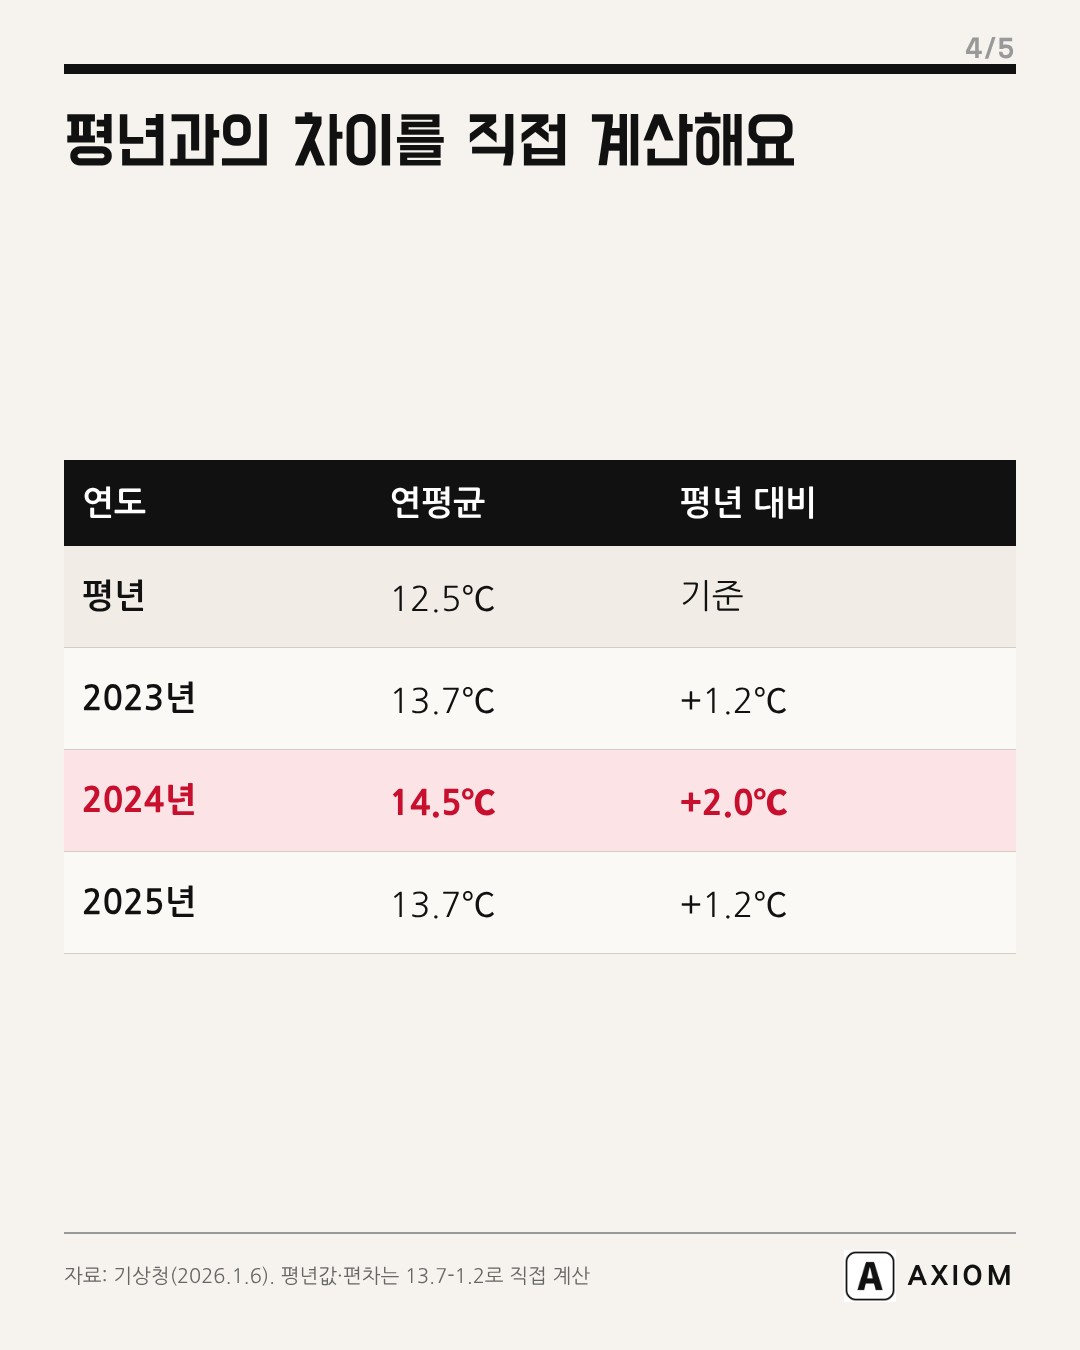 4/5
평년과의 차이를 직접 계산해요
연도 연평균 평년 대비
평년 12.5°C 기준
2023년 13.7°C +1.2°C
2024년 14.5°C +2.0°C
2025년 13.7°C +1.2°C
자료: 기상청(2026.1.6). 평년값·편차는 13.7-1.2로 직접 계산
A AXIOM